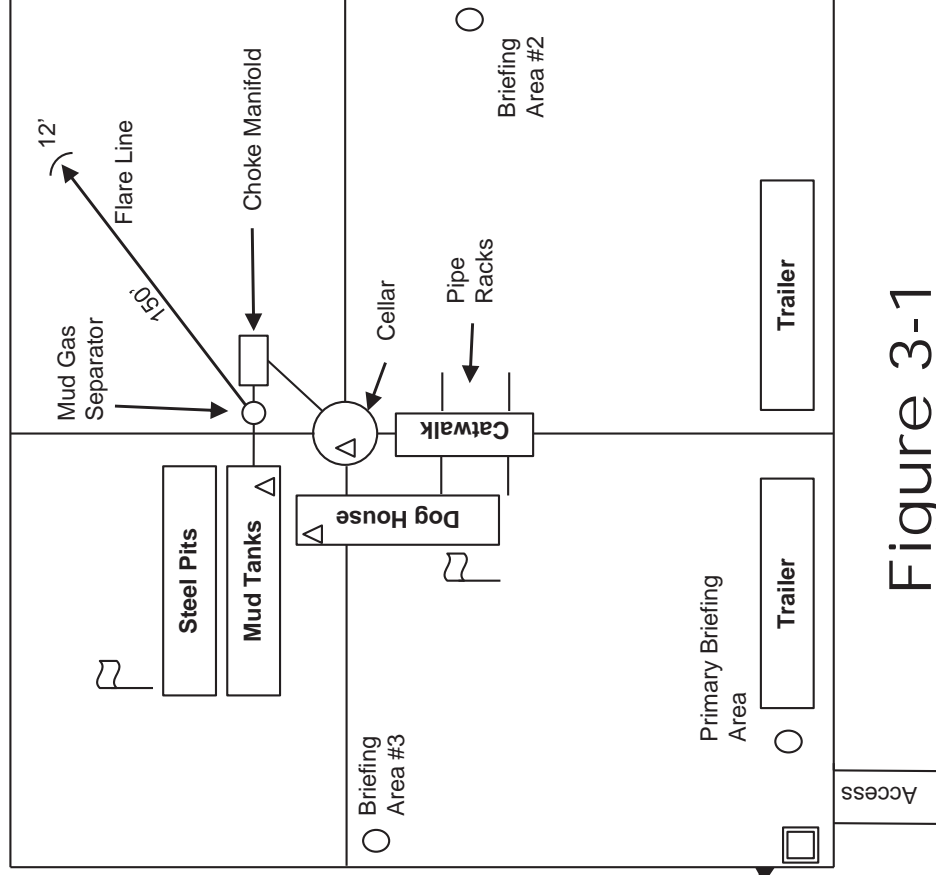 12'
Flare Line
150'
Mud Gas
Separator
Choke Manifold
Steel Pits
Mud Tanks
Cellar
Pipe
Racks
Catwalk
Dog House
Briefing
Area #2
Briefing
Area #3
Primary Briefing
Area
Trailer
Trailer
Access
Figure 3-1